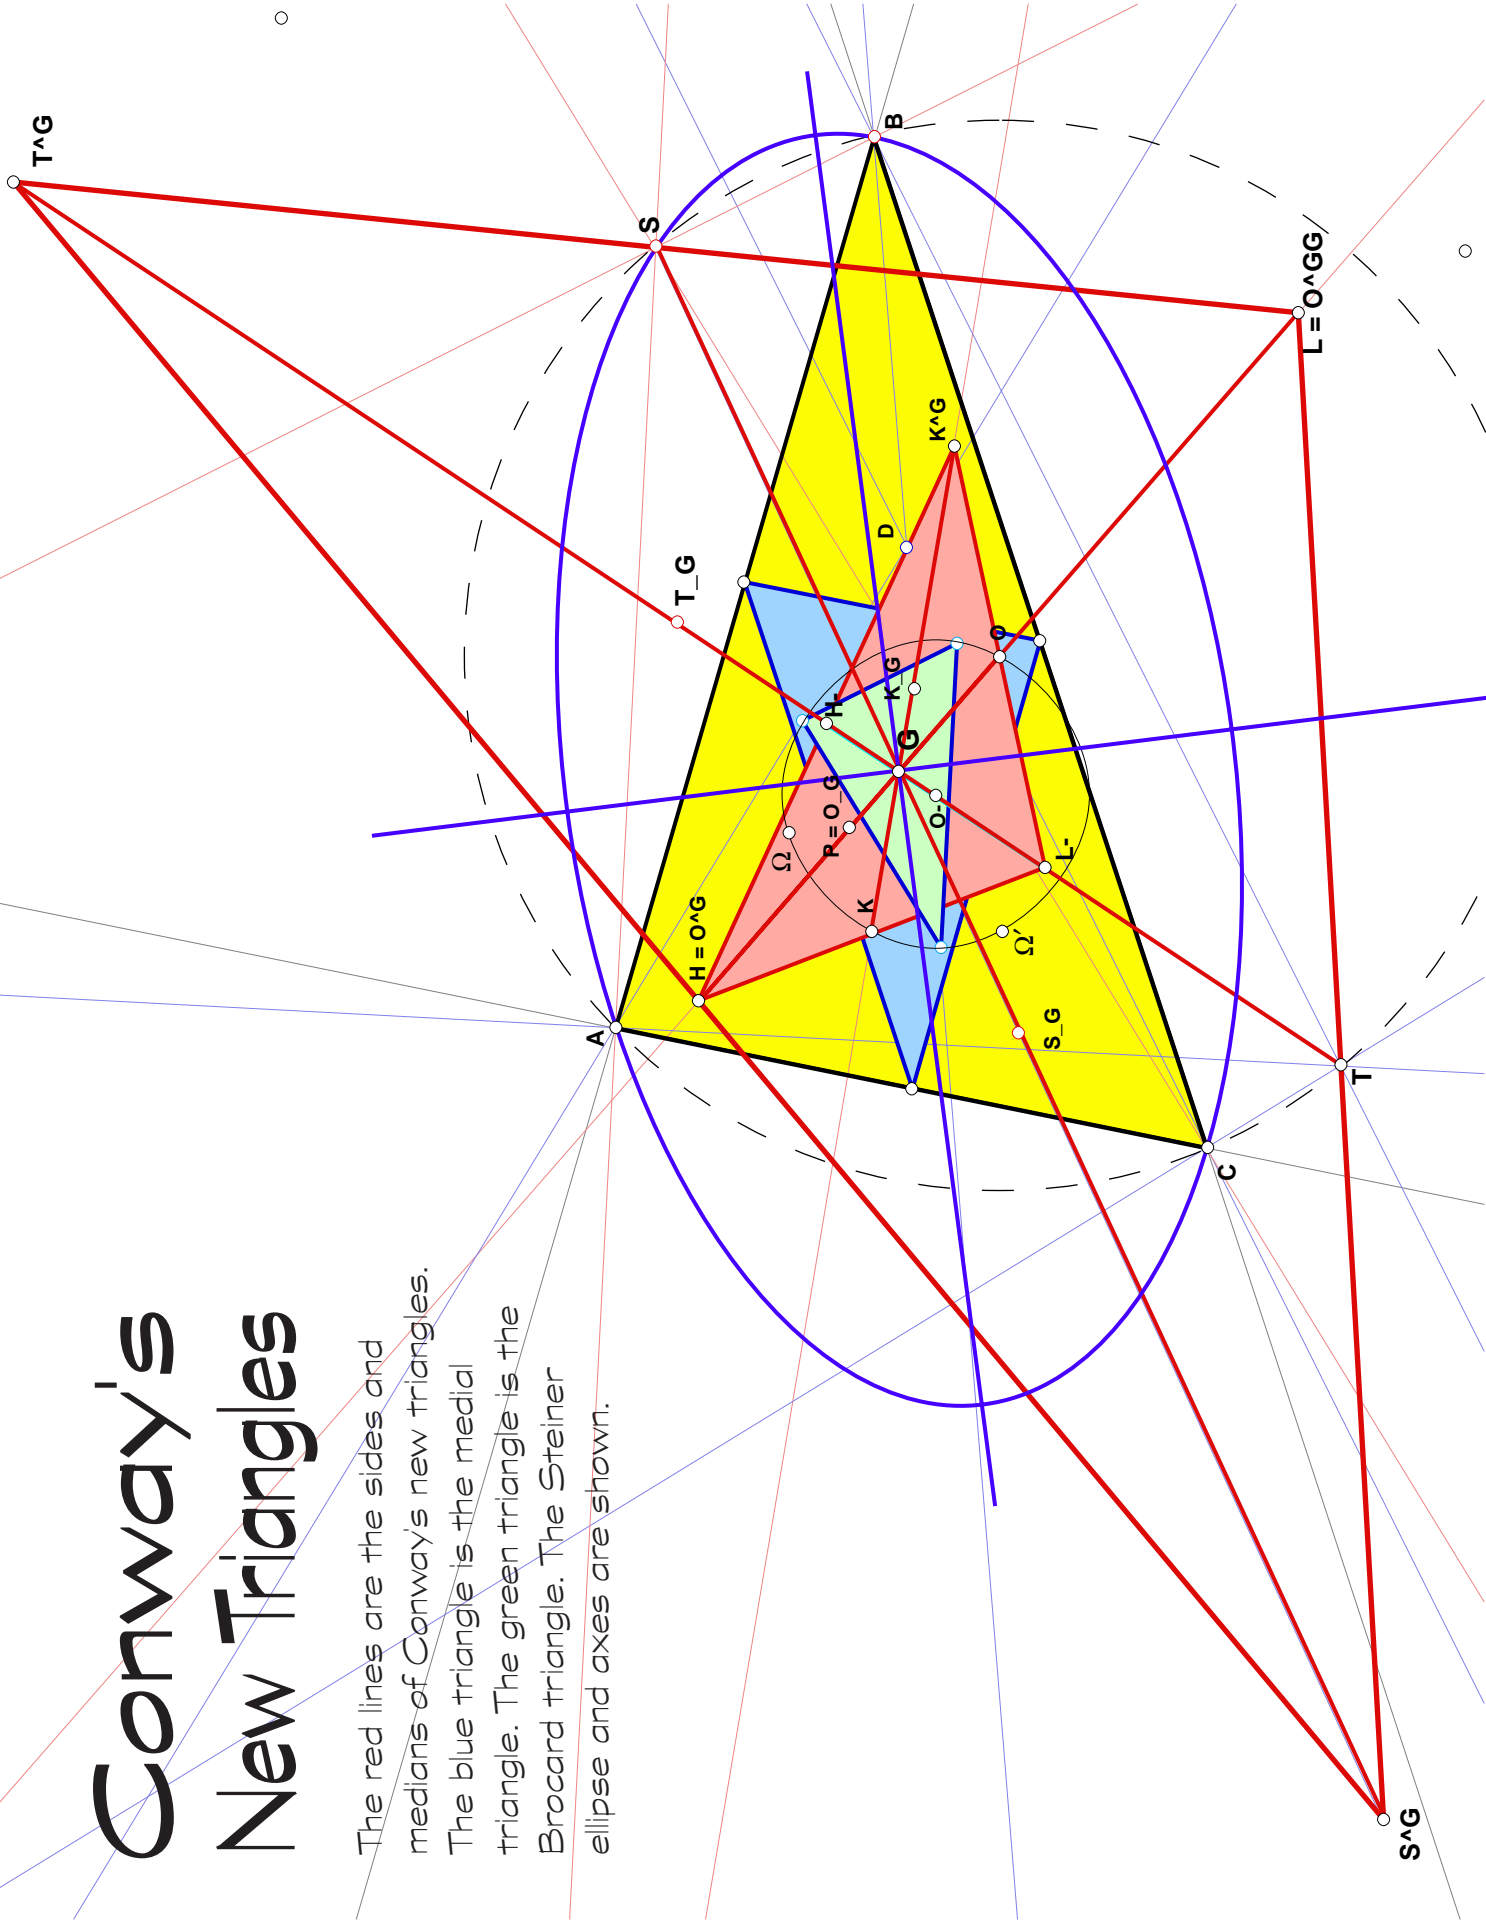 Conway's
New Triangles
The red lines are the sides and
medians of Conway's new triangles.
The blue triangle is the medial
triangle. The green triangle is the
Brocard triangle. The Steiner
ellipse and axes are shown.
T^G
S
B
L = O^GG
K^G
D
T_G
O
K_G
H-
G
P = O_G
O-
Ω
L-
K
H = O^G
Ω´
A
S_G
T
C
S^G